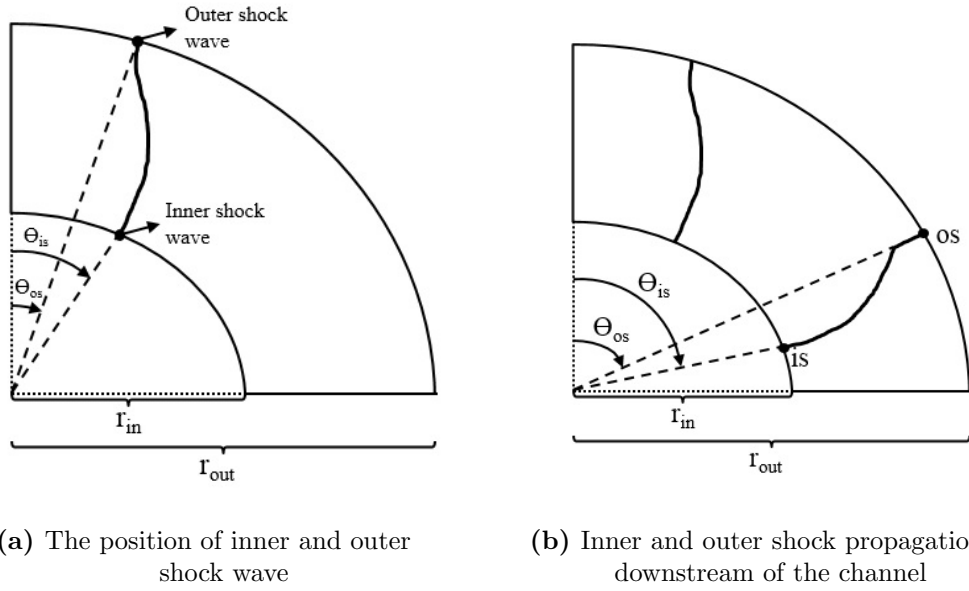 Outer shock
wave
Inner shock
wave
Θis
Θos
rin
rout
(a) The position of inner and outer
shock wave
os
Θis
Θos
is
rin
rout
(b) Inner and outer shock propagatio
downstream of the channel